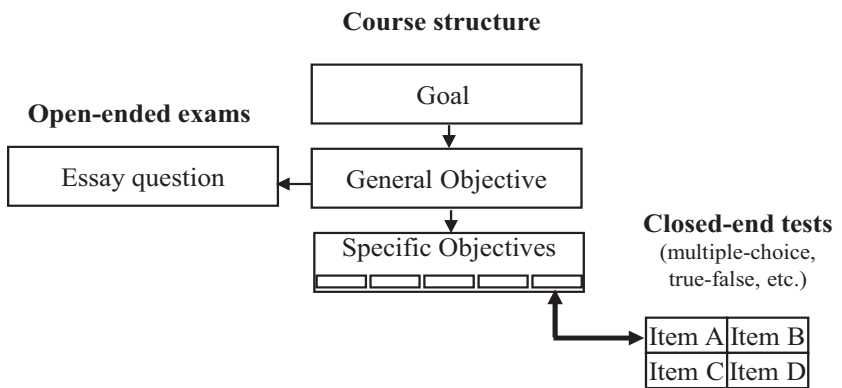 Course structure
Goal
Open-ended exams
Essay question
General Objective
Specific Objectives
Closed-end tests
(multiple-choice,
true-false, etc.)
Item A
Item B
Item C
Item D